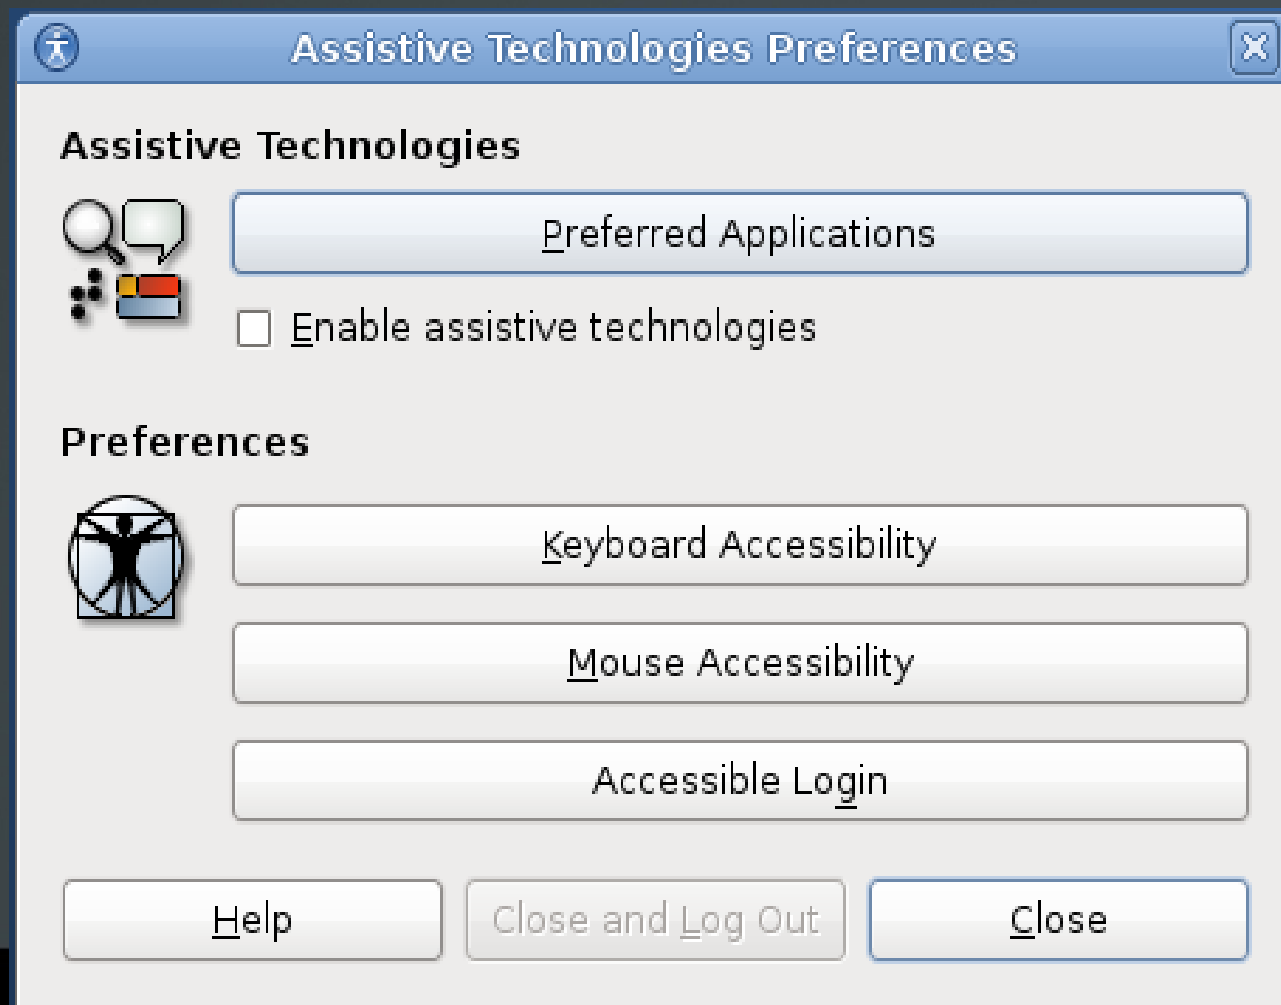 Assistive Technologies Preferences
Assistive Technologies
Preferred Applications
Enable assistive technologies
Preferences
Keyboard Accessibility
Mouse Accessibility
Accessible Login
Help
Close and Log Out
Close